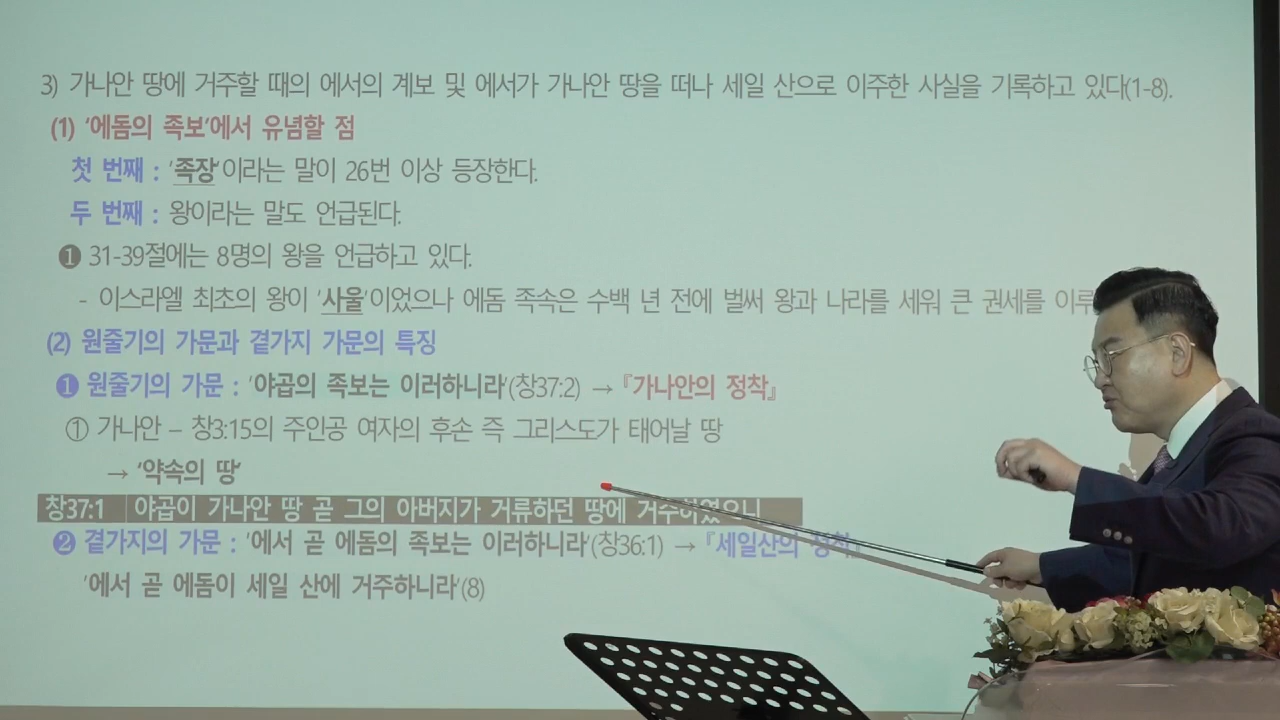 3) 가나안 땅에 거주할 때의 에서의 계보 및 에서가 가나안 땅을 떠나 세일 산으로 이주한 사실을 기록하고 있다(1-8).
(1) '에돔의 족보'에서 유념할 점
첫 번째 : '족장'이라는 말이 26번 이상 등장한다.
두 번째 : 왕이라는 말도 언급된다.
❶ 31-39절에는 8명의 왕을 언급하고 있다.
- 이스라엘 최초의 왕이 '사울'이었으나 에돔 족속은 수백 년 전에 벌써 왕과 나라를 세워 큰 권세를
(2) 원줄기의 가문과 곁가지 가문의 특징
❶ 원줄기의 가문 : '야곱의 족보는 이러하니라'(창37:2) → 『가나안의 정착』
① 가나안 – 창3:15의 주인공 여자의 후손 즉 그리스도가 태어날 땅
→ '약속의 땅'
창37:1 야곱이 가나안 땅 곧 그의 아버지가 거류하던 땅에 거주하였으니
❷ 곁가지의 가문 : '에서 곧 에돔의 족보는 이러하니라'(창36:1) → 『세일산의 정착』
'에서 곧 에돔이 세일 산에 거주하니라'(8)